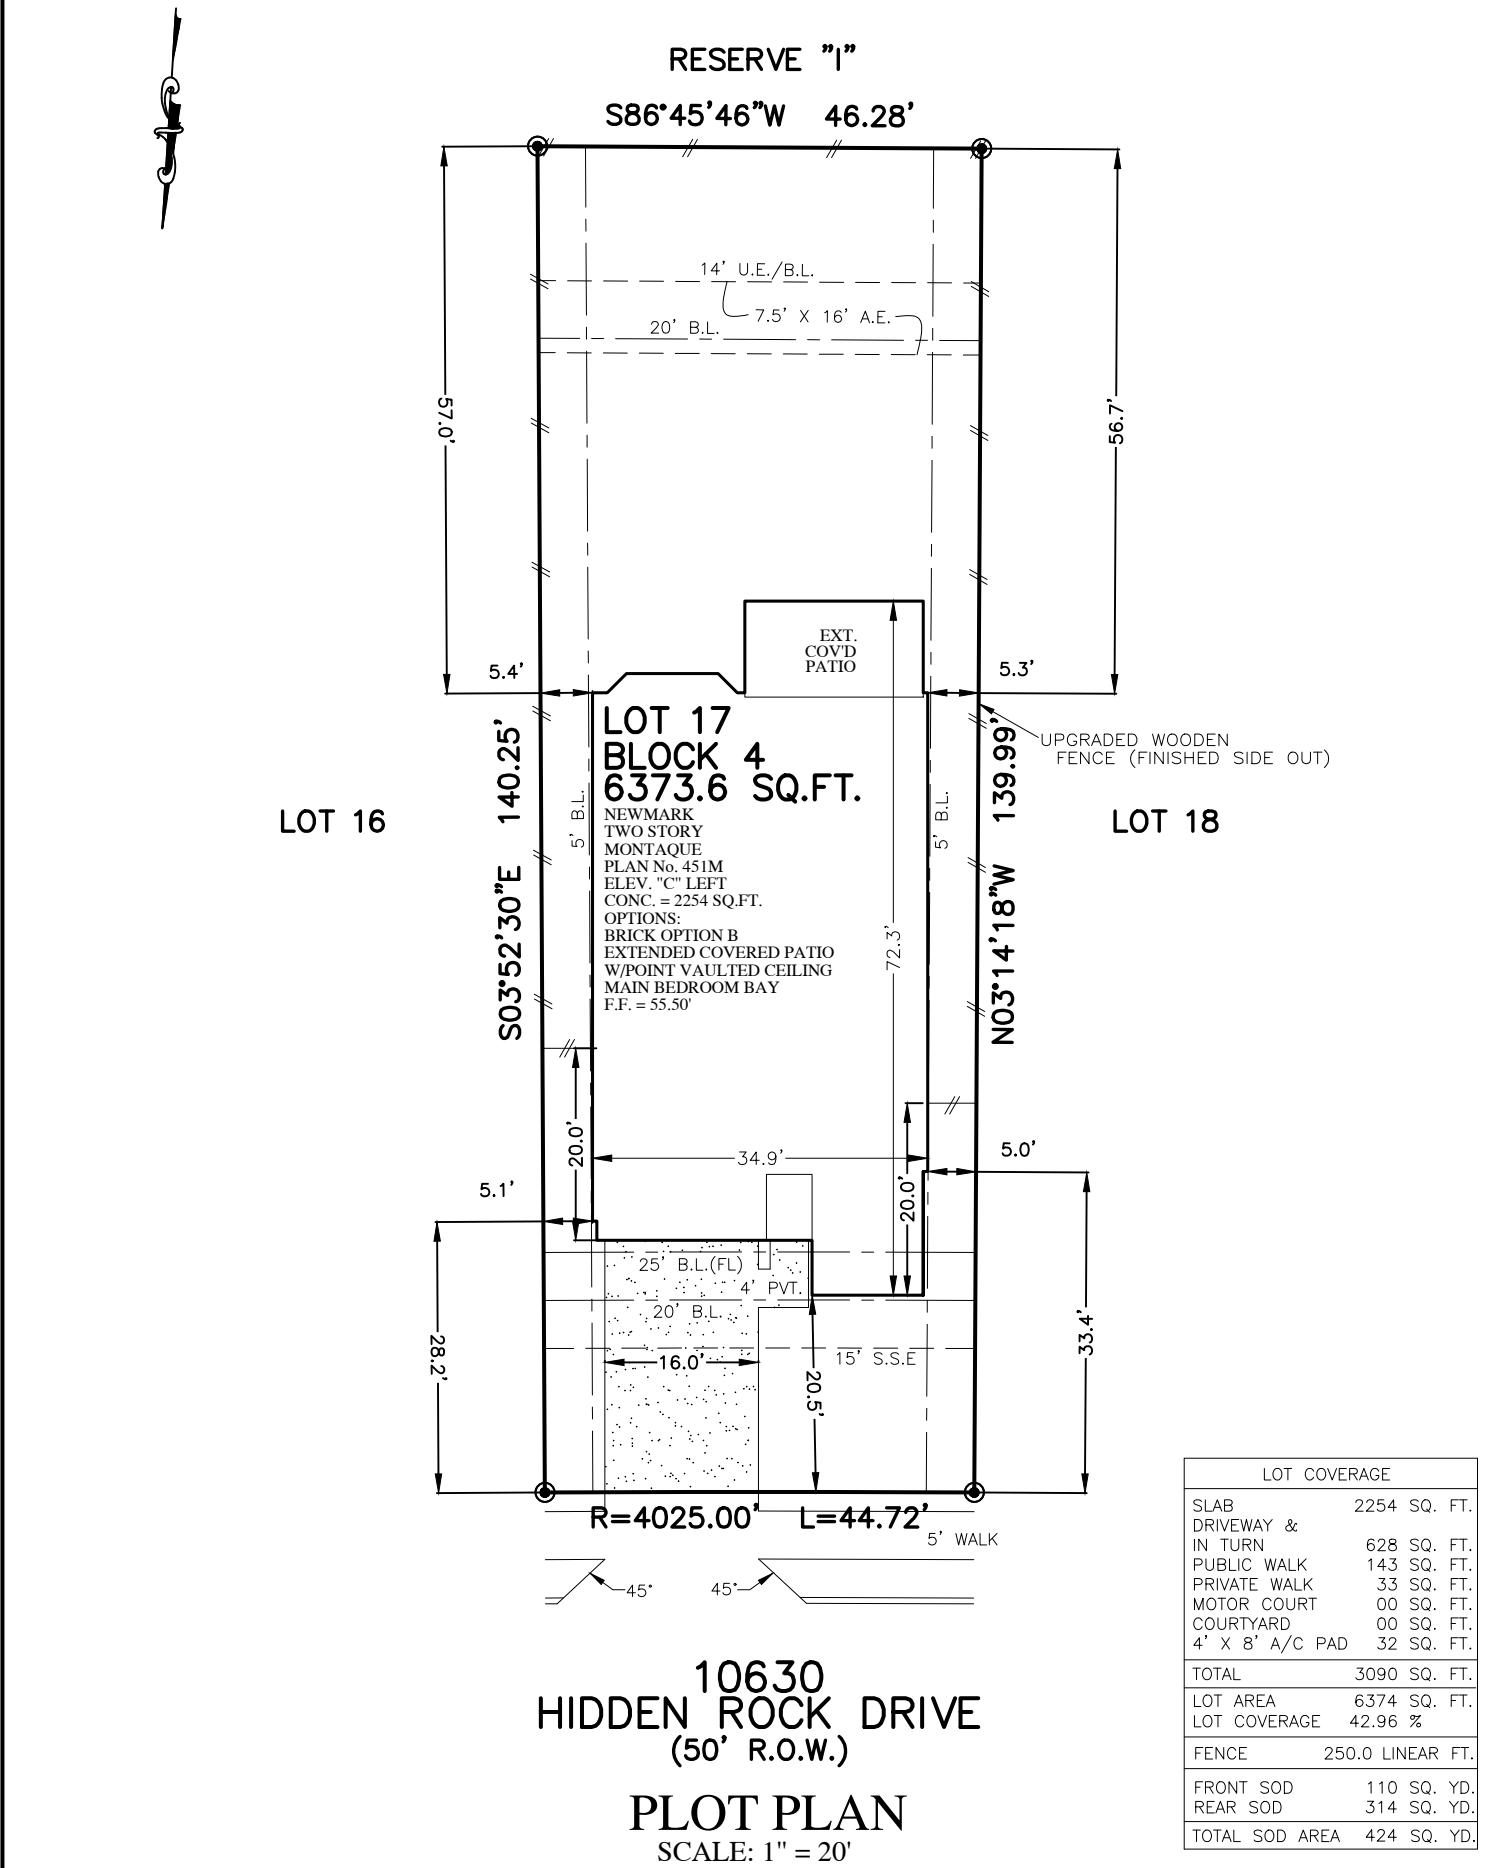 RESERVE "I"
S86°45'46"W 46.28'
14' U.E./B.L.
7.5' X 16' A.E.
20' B.L.
57.0'
56.7'
EXT.
COV'D
PATIO
5.4'
5.3'
LOT 17
BLOCK 4
6373.6 SQ.FT.
NEWMARK
TWO STORY
MONTAQUE
PLAN No. 451M
ELEV. "C" LEFT
CONC. = 2254 SQ.FT.
OPTIONS:
BRICK OPTION B
EXTENDED COVERED PATIO
W/POINT VAULTED CEILING
MAIN BEDROOM BAY
F.F. = 55.50'
UPGRADED WOODEN
FENCE (FINISHED SIDE OUT)
LOT 16
S03°52'30"E 140.25'
5' B.L.
5' B.L.
N03°14'18"W 139.99'
LOT 18
72.3'
20.0'
34.9'
5.0'
5.1'
20.0'
25' B.L.(FL)
4' PVT.
20' B.L.
28.2'
16.0'
20.5'
15' S.S.E
33.4'
R=4025.00' L=44.72'
5' WALK
45°
45°
10630
HIDDEN ROCK DRIVE
(50' R.O.W.)
PLOT PLAN
SCALE: 1" = 20'
LOT COVERAGE
SLAB 2254 SQ. FT.
DRIVEWAY &
IN TURN 628 SQ. FT.
PUBLIC WALK 143 SQ. FT.
PRIVATE WALK 33 SQ. FT.
MOTOR COURT 00 SQ. FT.
COURTYARD 00 SQ. FT.
4' X 8' A/C PAD 32 SQ. FT.
TOTAL 3090 SQ. FT.
LOT AREA 6374 SQ. FT.
LOT COVERAGE 42.96 %
FENCE 250.0 LINEAR FT.
FRONT SOD 110 SQ. YD.
REAR SOD 314 SQ. YD.
TOTAL SOD AREA 424 SQ. YD.